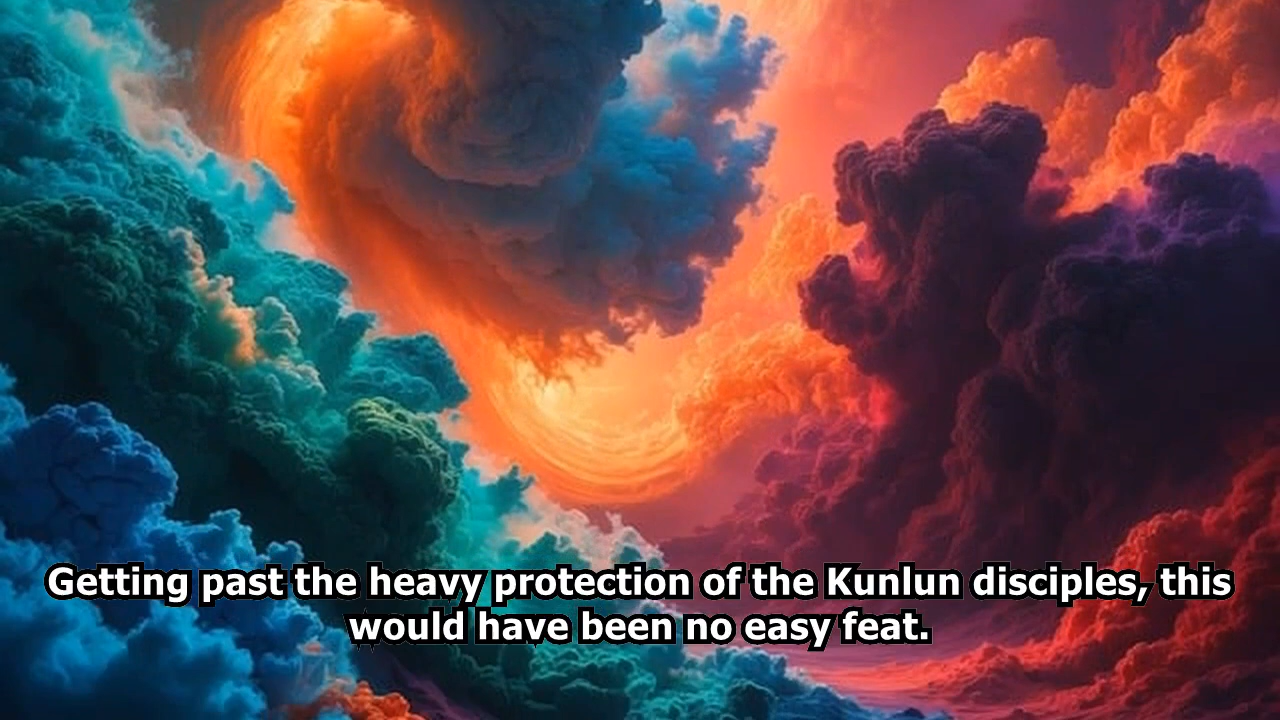 Getting past the heavy protection of the Kunlun disciples, this
would have been no easy feat.